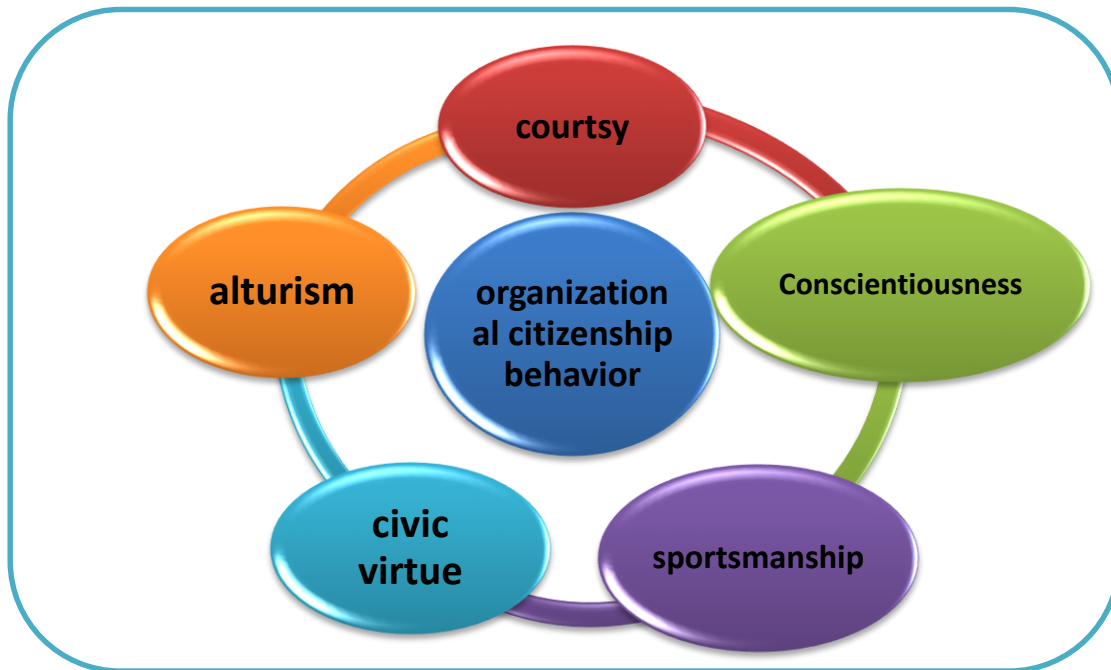 courtsy
Conscientiousness
alturism
organization
al citizenship
behavior
civic
virtue
sportsmanship